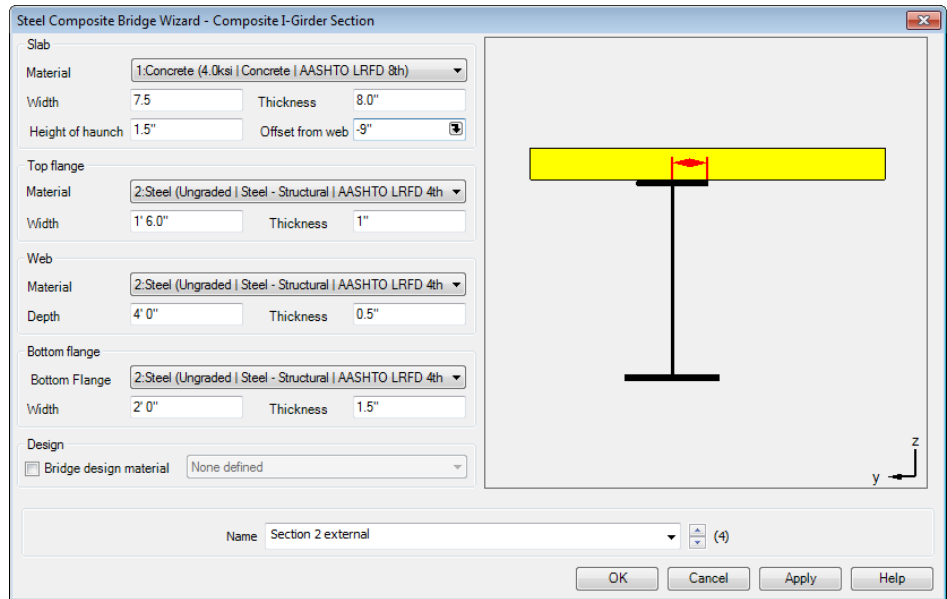 Steel Composite Bridge Wizard - Composite I-Girder Section
Slab
Material 1:Concrete (4.0ksi | Concrete | AASHTO LRFD 8th)
Width 7.5 Thickness 8.0"
Height of haunch 1.5" Offset from web -9"
Top flange
Material 2:Steel (Ungraded | Steel - Structural | AASHTO LRFD 4th
Width 1' 6.0" Thickness 1"
Web
Material 2:Steel (Ungraded | Steel - Structural | AASHTO LRFD 4th
Depth 4' 0" Thickness 0.5"
Bottom flange
Bottom Flange 2:Steel (Ungraded | Steel - Structural | AASHTO LRFD 4th
Width 2' 0" Thickness 1.5"
Design
Bridge design material None defined
z
y
Name Section 2 external (4)
OK Cancel Apply Help